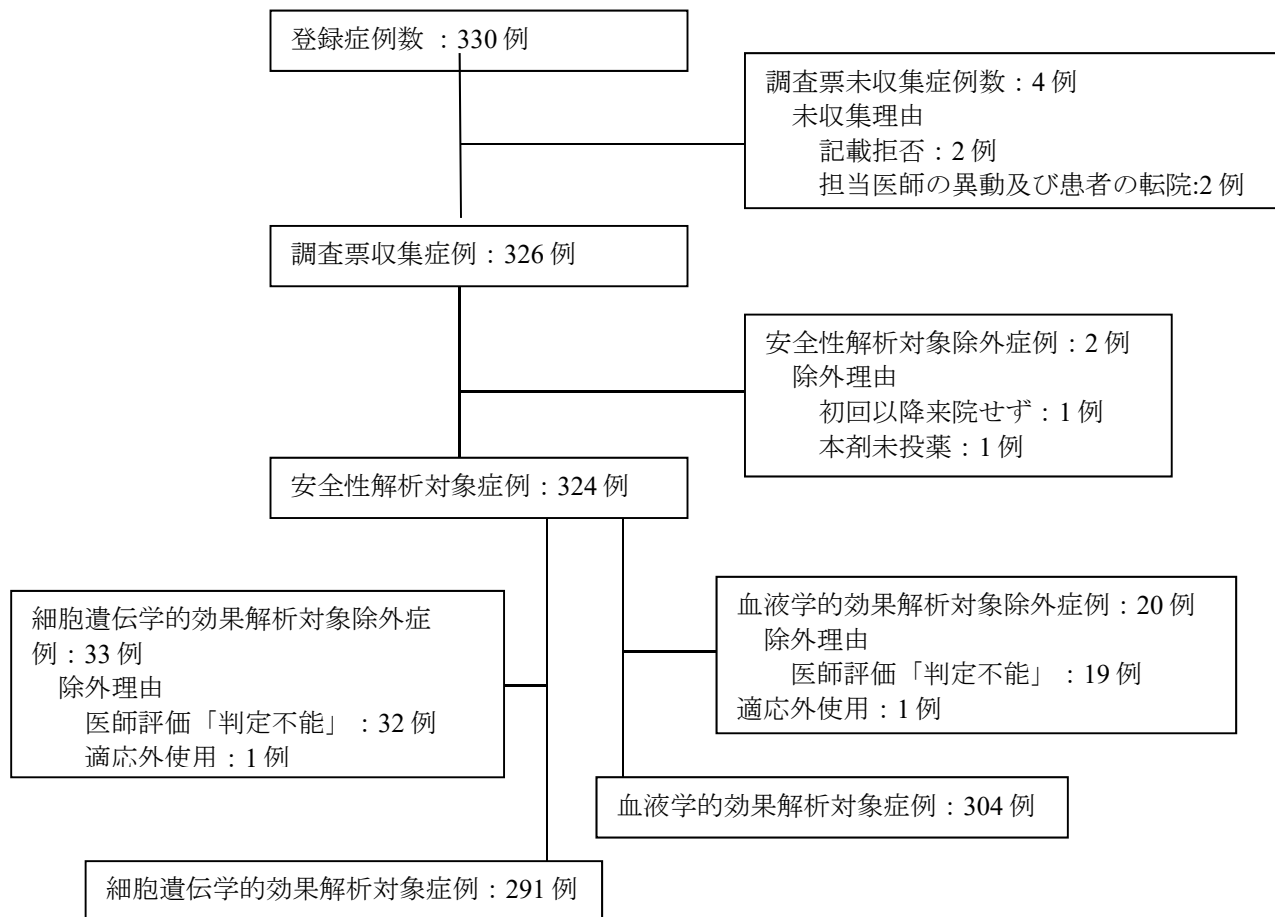 登録症例数 ：330 例
調査票未収集症例数：4 例
未収集理由
記載拒否：2 例
担当医師の異動及び患者の転院:2 例
調査票収集症例：326 例
安全性解析対象除外症例：2 例
除外理由
初回以降来院せず：1 例
本剤未投薬：1 例
安全性解析対象症例：324 例
細胞遺伝学的効果解析対象除外症
例：33 例
除外理由
医師評価「判定不能」：32 例
適応外使用：1 例
血液学的効果解析対象除外症例：20 例
除外理由
医師評価「判定不能」：19 例
適応外使用：1 例
血液学的効果解析対象症例：304 例
細胞遺伝学的効果解析対象症例：291 例